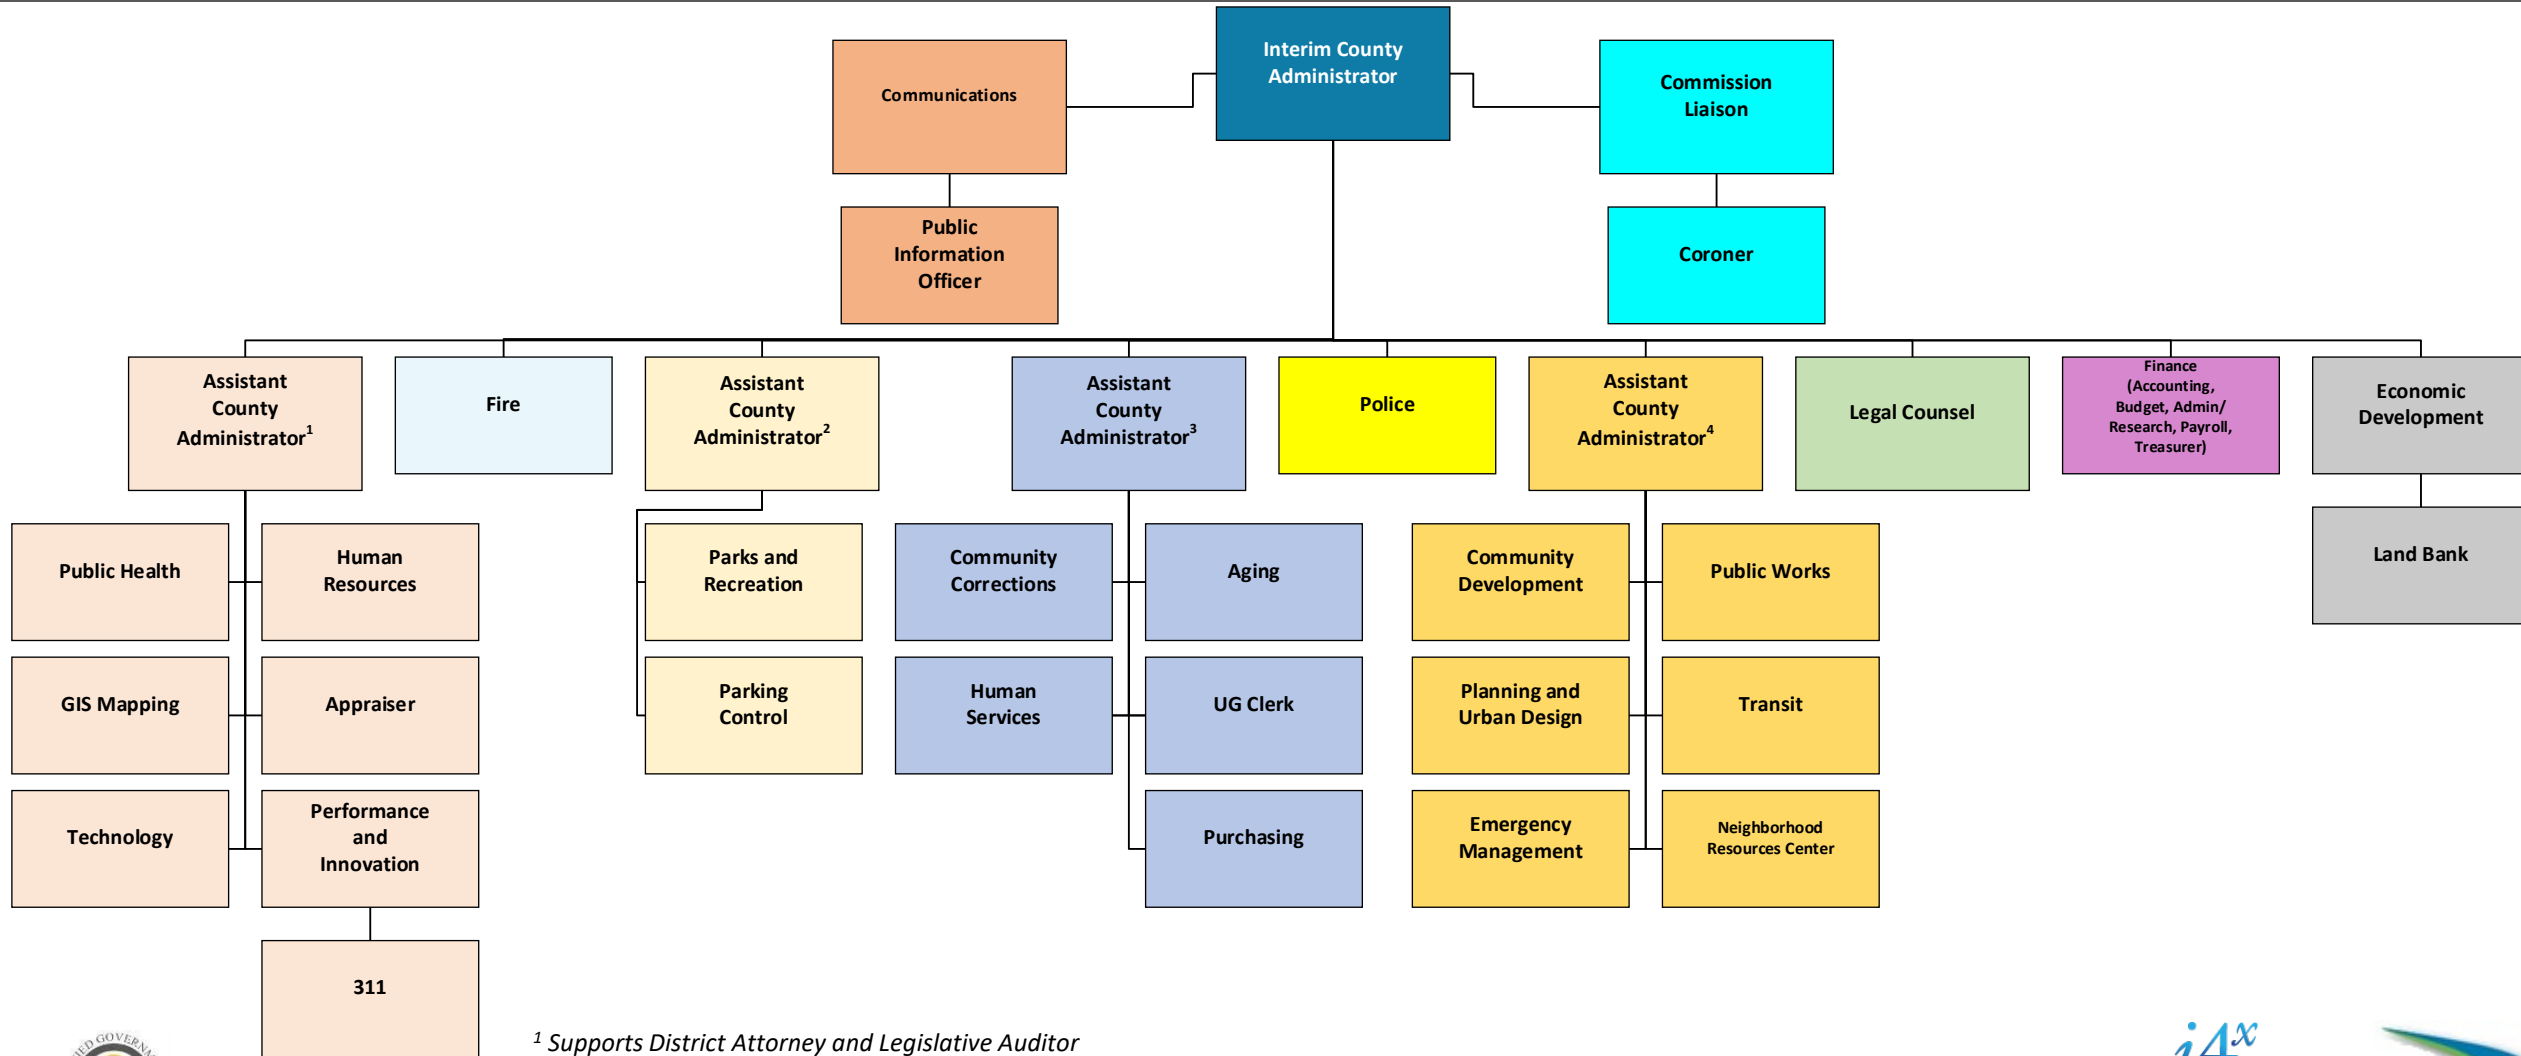 Interim County
Administrator
Communications
Commission
Liaison
Public
Information
Officer
Coroner
Assistant
County
Administrator1
Fire
Assistant
County
Administrator2
Assistant
County
Administrator3
Police
Assistant
County
Administrator4
Legal Counsel
Finance
(Accounting,
Budget, Admin/
Research, Payroll,
Treasurer)
Economic
Development
Public Health
Human
Resources
Parks and
Recreation
Community
Corrections
Aging
Community
Development
Public Works
Land Bank
GIS Mapping
Appraiser
Parking
Control
Human
Services
UG Clerk
Planning and
Urban Design
Transit
Technology
Performance
and
Innovation
Purchasing
Emergency
Management
Neighborhood
Resources Center
311
1 Supports District Attorney and Legislative Auditor
i4x